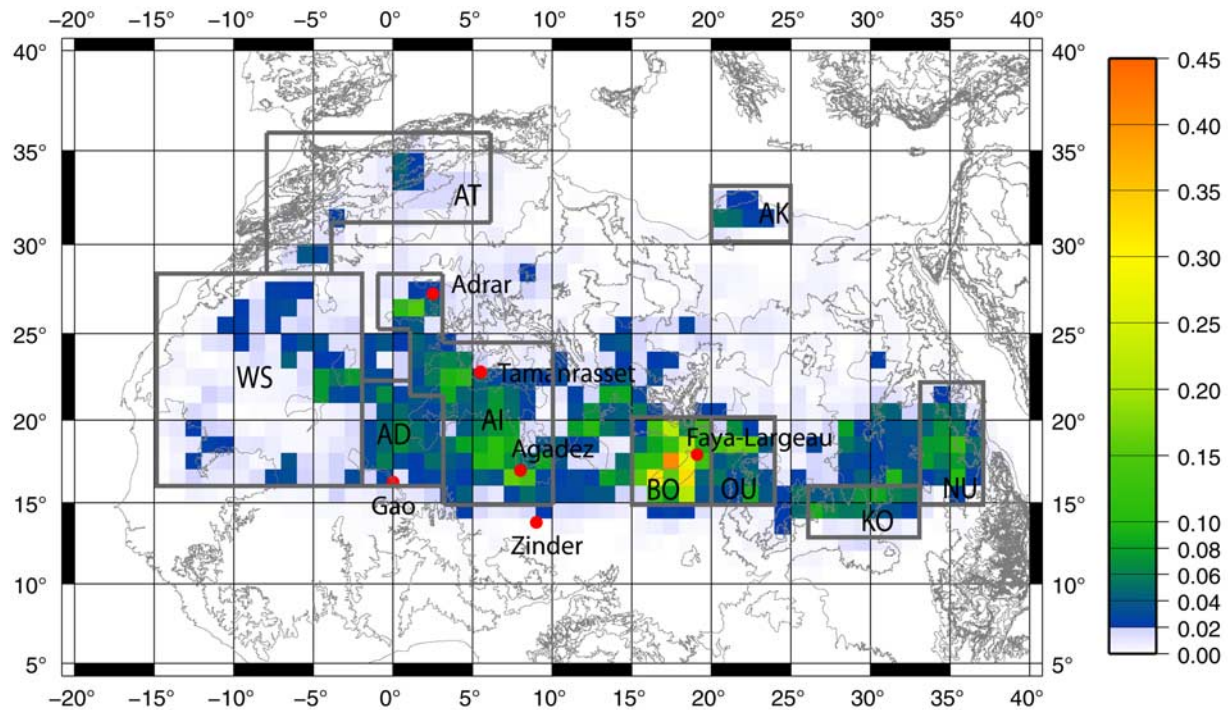 −20° −15° −10° −5° 0° 5° 10° 15° 20° 25° 30° 35° 40°
40° 40° 0.45
35° 35° 0.40
AT AK 0.35
30° 30° 0.30
Adrar
25° 25° 0.25
WS Tamanrasset 0.20
20° 20°
AD AI Agadez Faya-Largeau 0.15
15° Gao BO OU KO NU 15° 0.10
Zinder 0.08
0.06
10° 10° 0.04
0.02
5° 5° 0.00
−20° −15° −10° −5° 0° 5° 10° 15° 20° 25° 30° 35° 40°